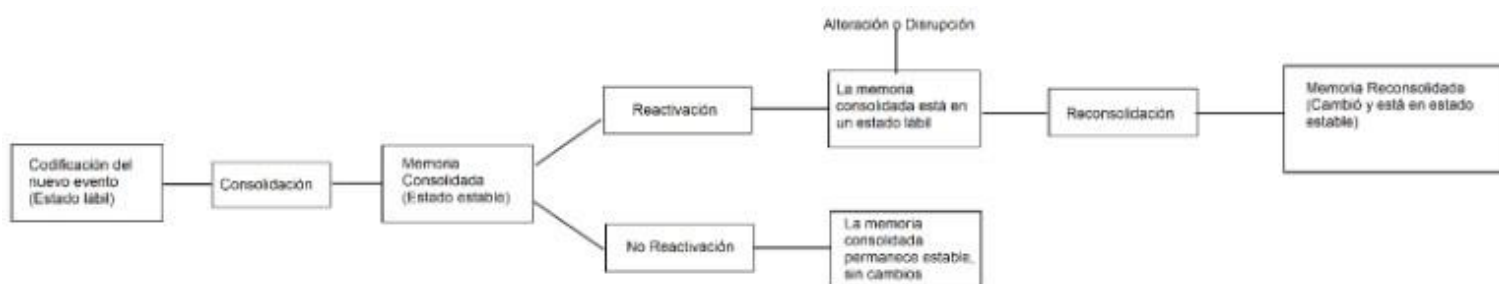 Alteración o Disrupción
Codificación del
nuevo evento
(Estado lábil)
Consolidación
Memoria
Consolidada
(Estado estable)
Reactivación
La memoria
consolidada está en
un estado lábil
Reconsolidación
Memoria Reconsolidada
(Cambió y está en estado
estable)
No Reactivación
La memoria
consolidada
permanece estable,
sin cambios